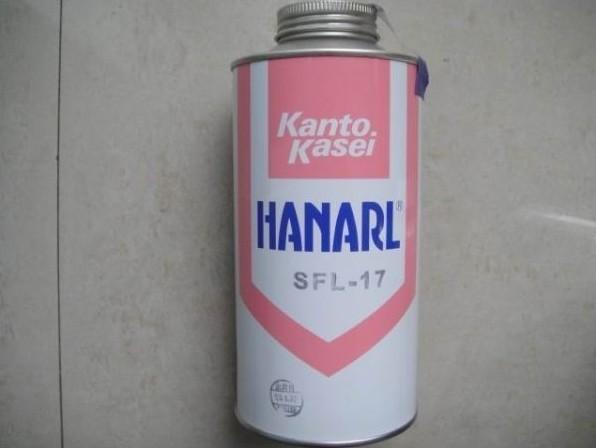 Kanto.
Kasei
HANARL®
SFL-17